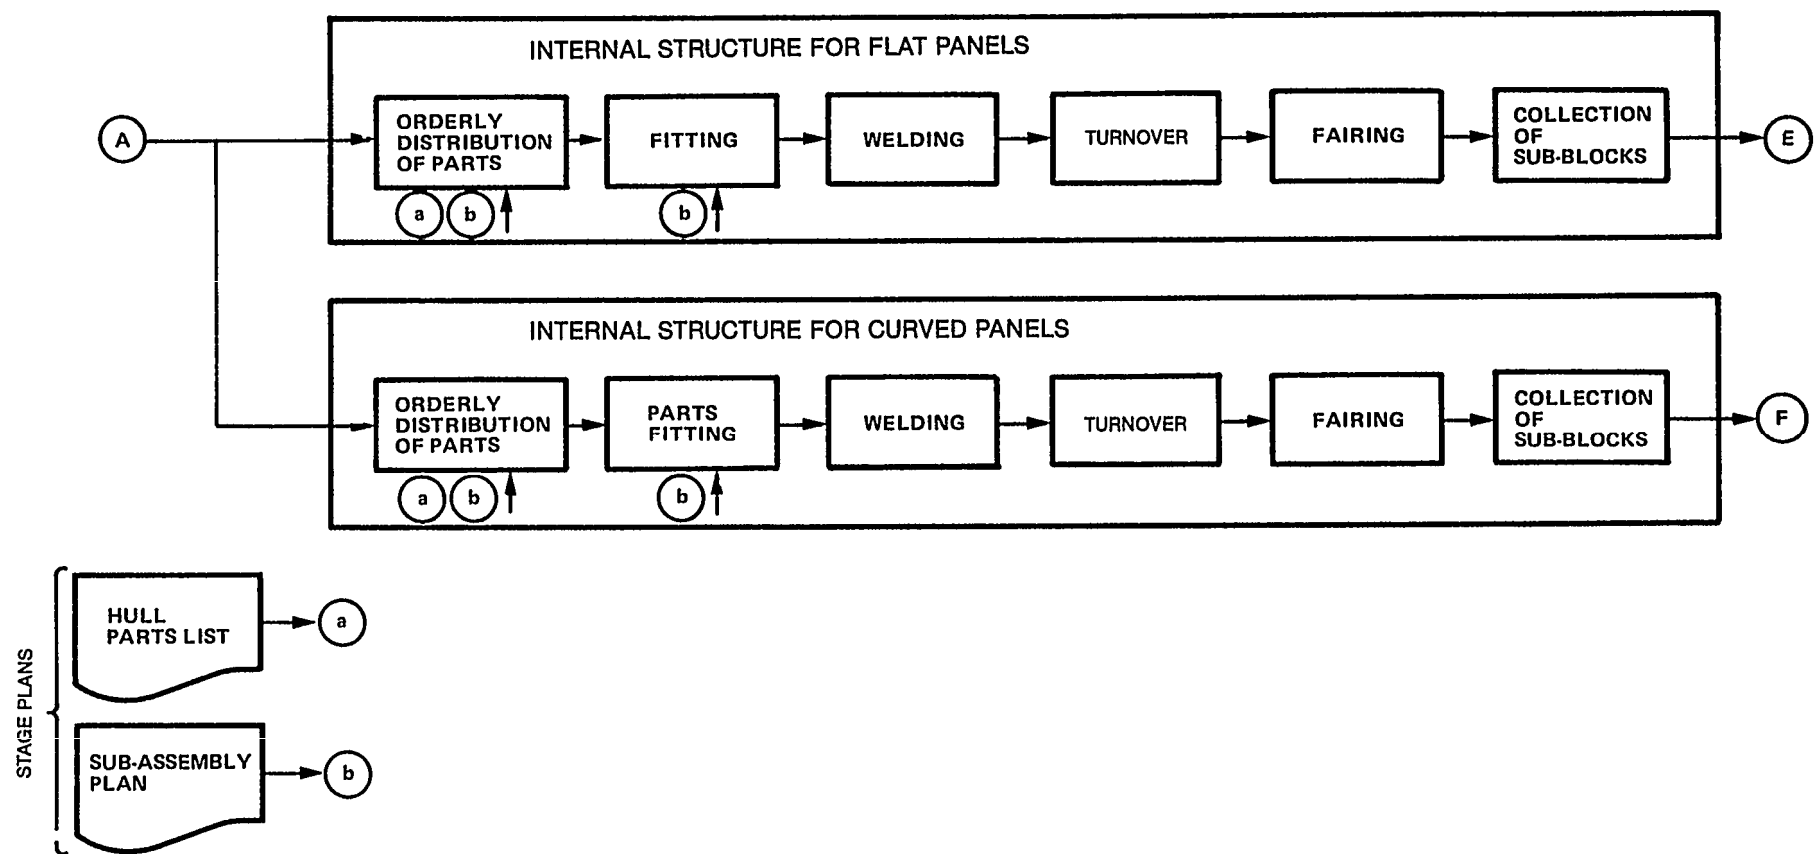 INTERNAL STRUCTURE FOR FLAT PANELS
A
ORDERLY
DISTRIBUTION
OF PARTS
FITTING
WELDING
TURNOVER
FAIRING
COLLECTION
OF
SUB-BLOCKS
E
a
b
b
INTERNAL STRUCTURE FOR CURVED PANELS
ORDERLY
DISTRIBUTION
OF PARTS
PARTS
FITTING
WELDING
TURNOVER
FAIRING
COLLECTION
OF
SUB-BLOCKS
F
a
b
b
STAGE PLANS
HULL
PARTS LIST
a
SUB-ASSEMBLY
PLAN
b